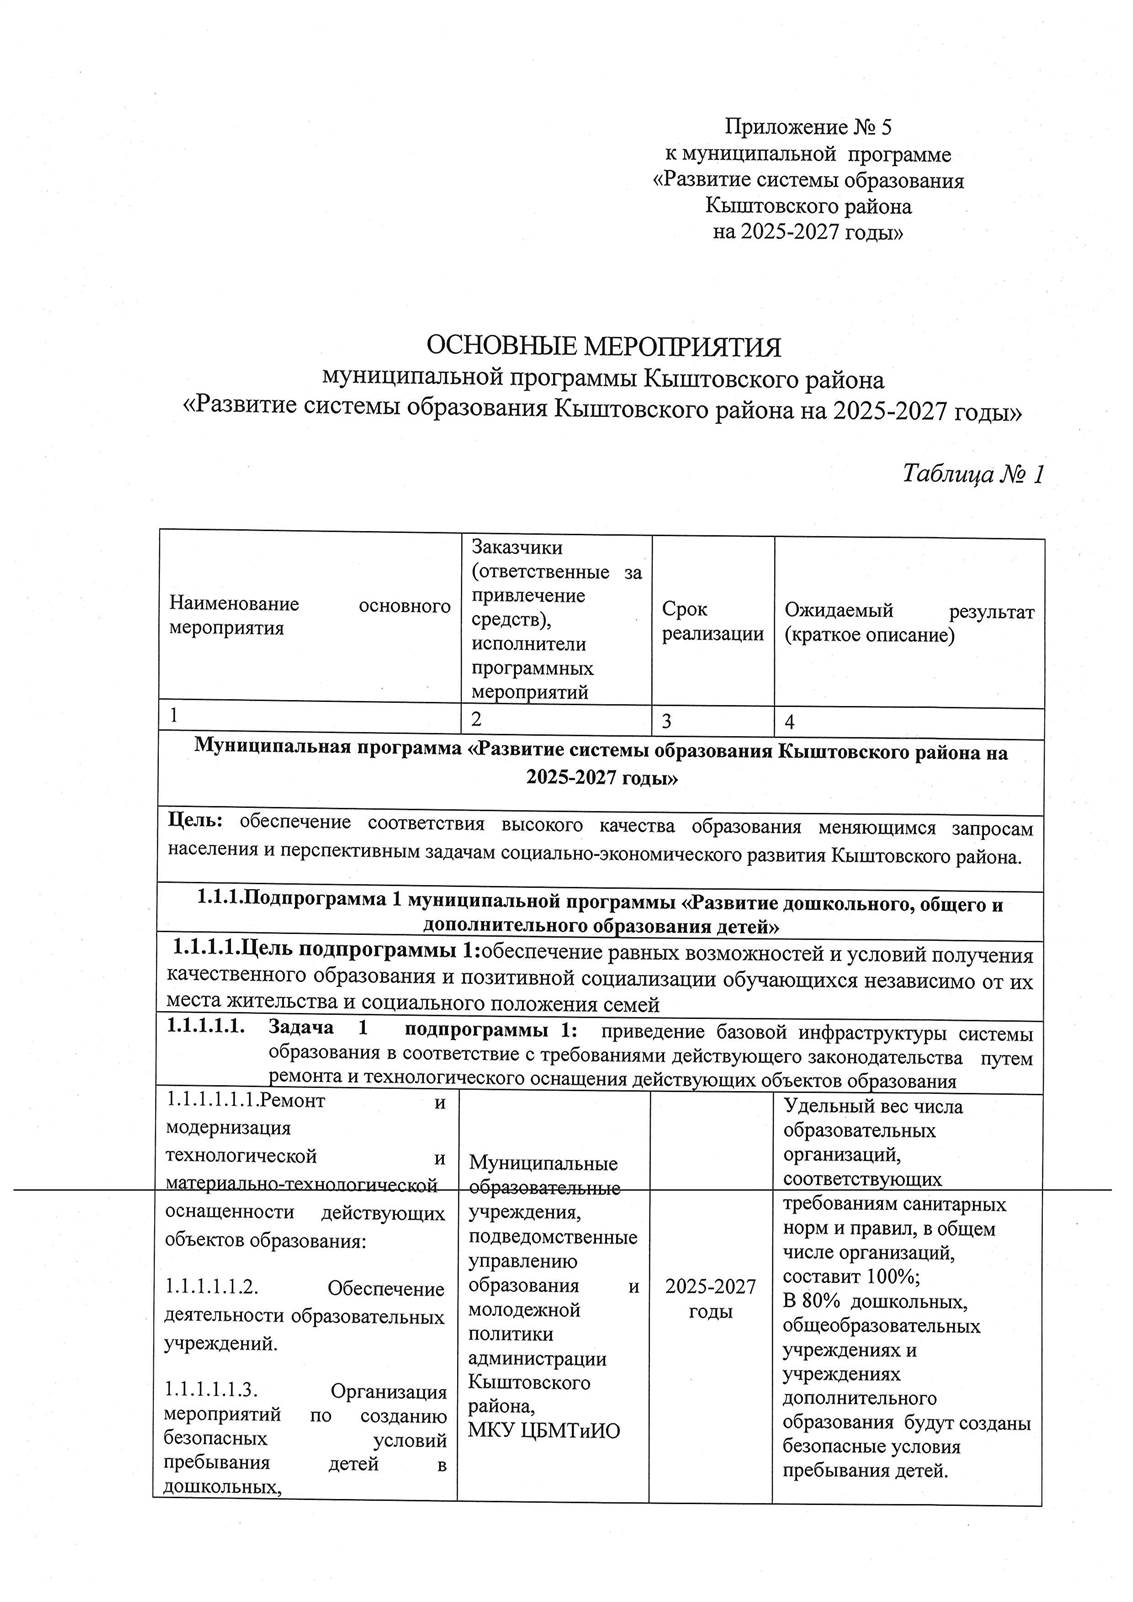 Приложение № 5
к муниципальной программе
«Развитие системы образования
Кыштовского района
на 2025-2027 годы»
ОСНОВНЫЕ МЕРОПРИЯТИЯ
муниципальной программы Кыштовского района
«Развитие системы образования Кыштовского района на 2025-2027 годы»
Таблица № 1
Наименование основного
мероприятия
Заказчики
(ответственные за
привлечение
средств),
исполнители
программных
мероприятий
Срок
реализации
Ожидаемый результат
(краткое описание)
1
2
3
4
Муниципальная программа «Развитие системы образования Кыштовского района на
2025-2027 годы»
Цель: обеспечение соответствия высокого качества образования меняющимся запросам
населения и перспективным задачам социально-экономического развития Кыштовского района.
1.1.1.Подпрограмма 1 муниципальной программы «Развитие дошкольного, общего и
дополнительного образования детей»
1.1.1.1.Цель подпрограммы 1:обеспечение равных возможностей и условий получения
качественного образования и позитивной социализации обучающихся независимо от их
места жительства и социального положения семей
1.1.1.1.1. Задача 1 подпрограммы 1: приведение базовой инфраструктуры системы
образования в соответствие с требованиями действующего законодательства путем
ремонта и технологического оснащения действующих объектов образования
1.1.1.1.1.1.Ремонт и
модернизация
технологической и
материально-технологической
оснащенности действующих
объектов образования:
1.1.1.1.1.2. Обеспечение
деятельности образовательных
учреждений.
1.1.1.1.1.3. Организация
мероприятий по созданию
безопасных условий
пребывания детей в
дошкольных,
Муниципальные
образовательные
учреждения,
подведомственные
управлению
образования и
молодежной
политики
администрации
Кыштовского
района,
МКУ ЦБМТиИО
2025-2027
годы
Удельный вес числа
образовательных
организаций,
соответствующих
требованиям санитарных
норм и правил, в общем
числе организаций,
составит 100%;
В 80% дошкольных,
общеобразовательных
учреждениях и
учреждениях
дополнительного
образования будут созданы
безопасные условия
пребывания детей.